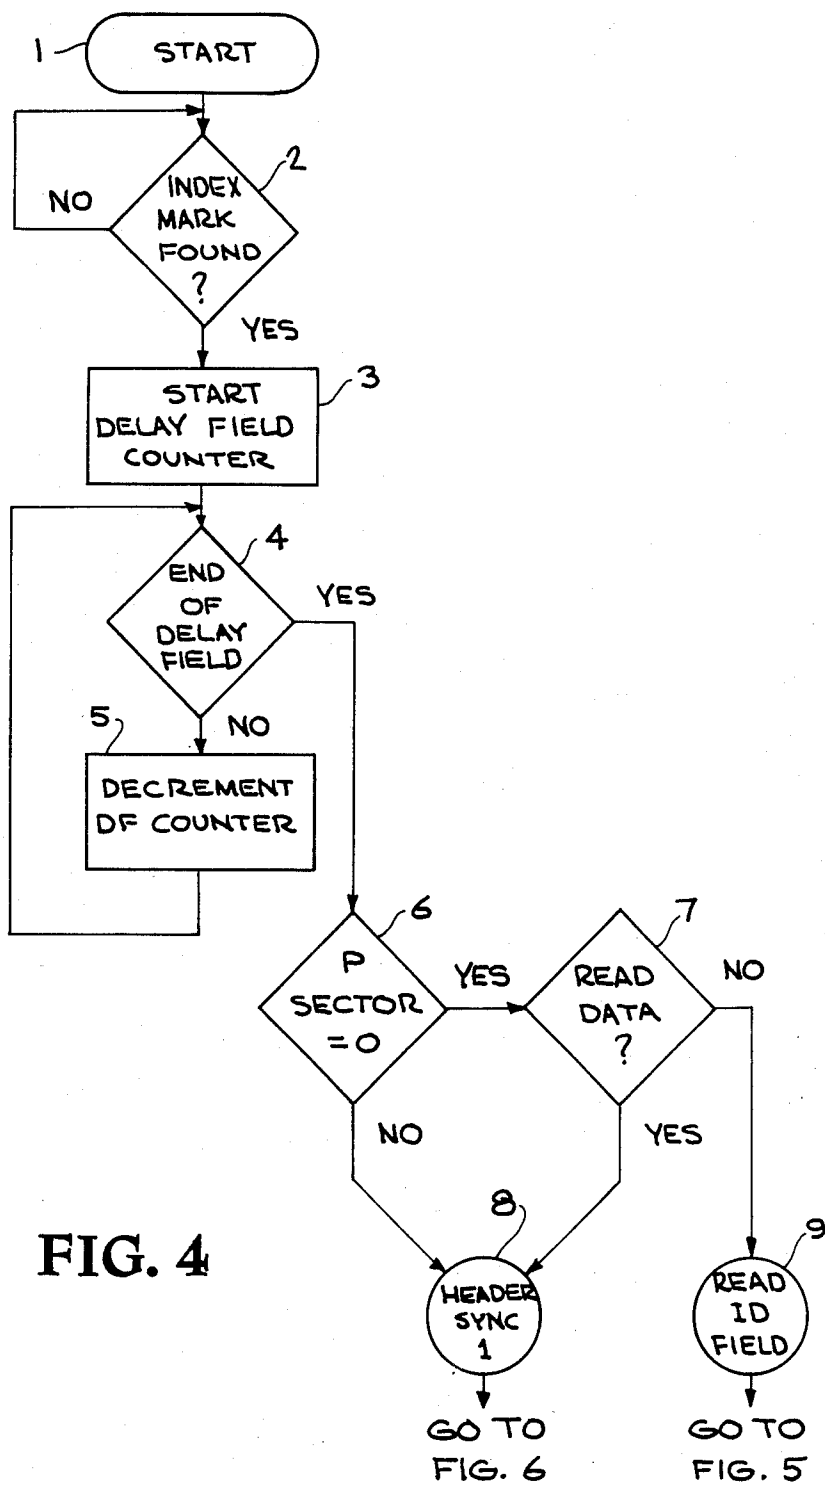 1
START
2
INDEX
MARK
FOUND
?
NO
YES
3
START
DELAY FIELD
COUNTER
4
END
OF
DELAY
FIELD
YES
NO
5
DECREMENT
DF COUNTER
6
P
SECTOR
=0
YES
7
READ
DATA
?
NO
NO
YES
8
HEADER
SYNC
1
9
READ
ID
FIELD
FIG. 4
GO TO
FIG. 6
GO TO
FIG. 5